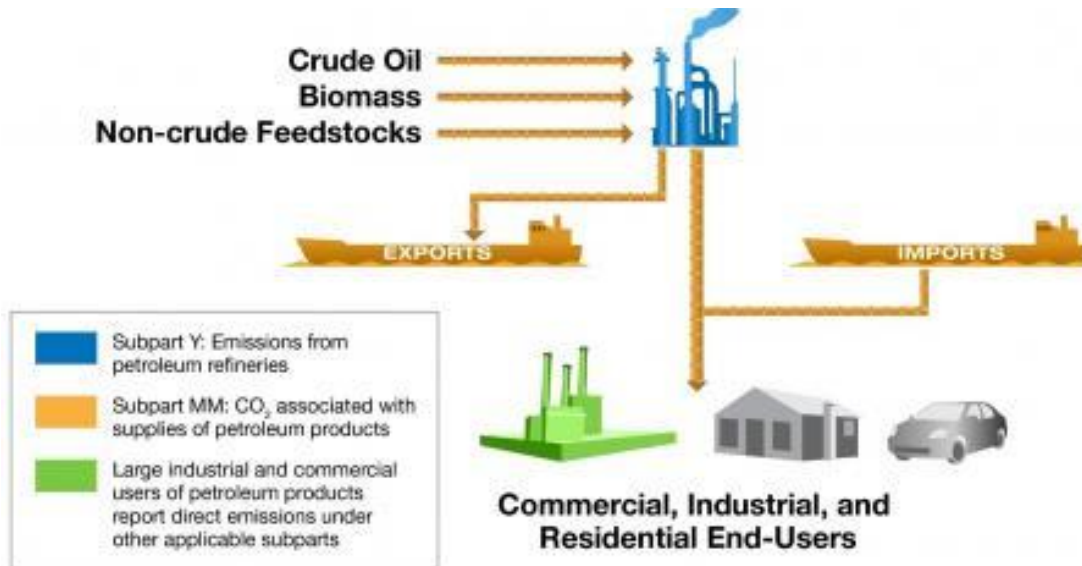 Crude Oil
Biomass
Non-crude Feedstocks
EXPORTS
IMPORTS
Subpart Y: Emissions from
petroleum refineries
Subpart MM: CO₂ associated with
supplies of petroleum products
Large industrial and commercial
users of petroleum products
report direct emissions under
other applicable subparts
Commercial, Industrial, and
Residential End-Users